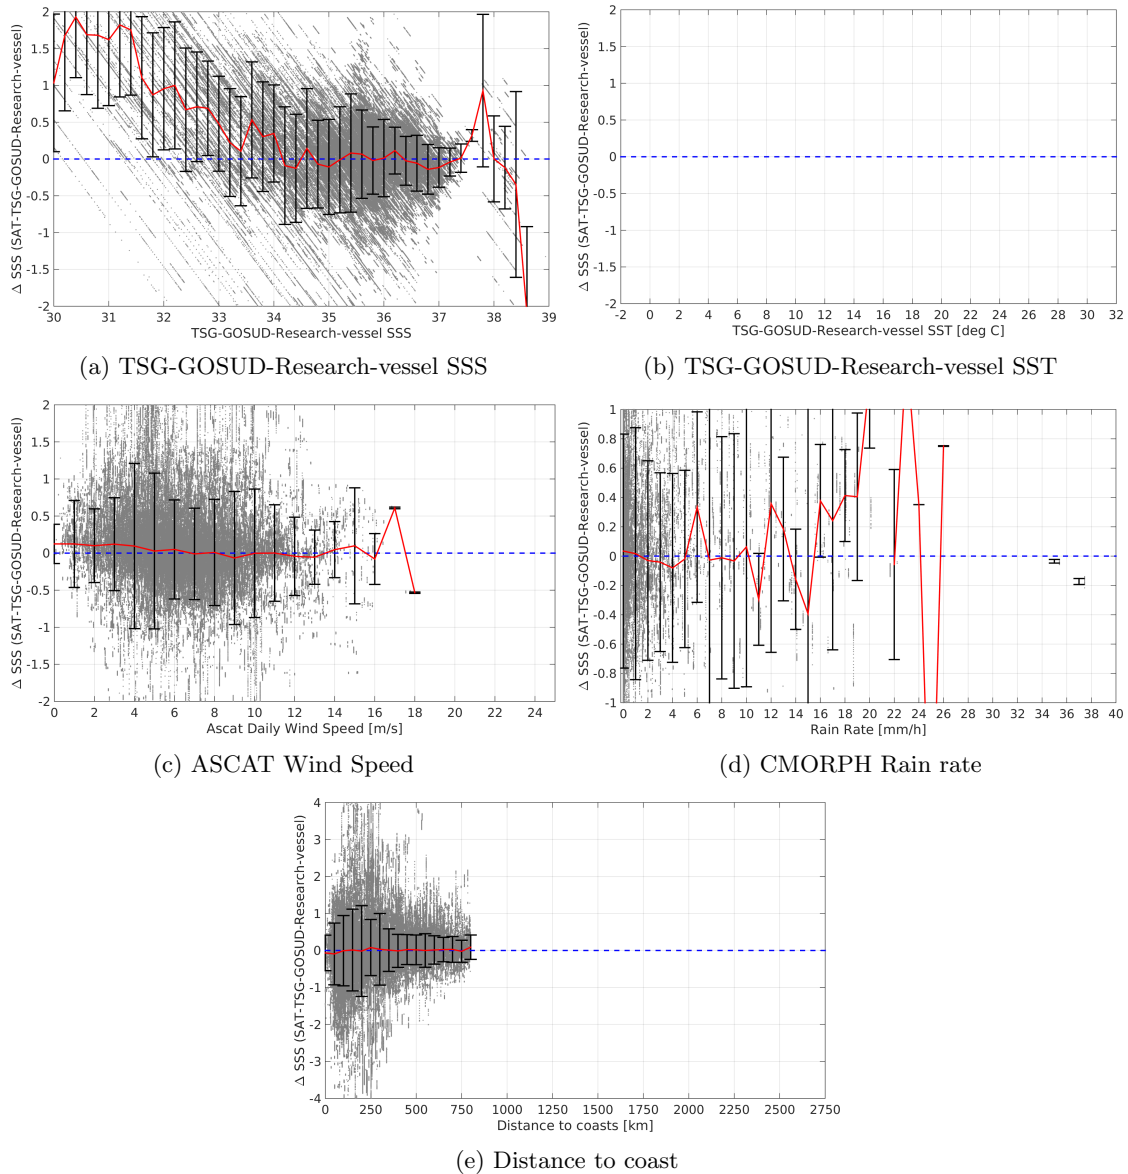 Δ SSS (SAT-TSG-GOSUD-Research-vessel)
2
1.5
1
0.5
0
-0.5
-1
-1.5
-2
30 31 32 33 34 35 36 37 38 39
TSG-GOSUD-Research-vessel SSS
(a) TSG-GOSUD-Research-vessel SSS
Δ SSS (SAT-TSG-GOSUD-Research-vessel)
2
1.5
1
0.5
0
-0.5
-1
-1.5
-2
-2 0 2 4 6 8 10 12 14 16 18 20 22 24 26 28 30 32
TSG-GOSUD-Research-vessel SST [deg C]
(b) TSG-GOSUD-Research-vessel SST
Δ SSS (SAT-TSG-GOSUD-Research-vessel)
2
1.5
1
0.5
0
-0.5
-1
-1.5
-2
0 2 4 6 8 10 12 14 16 18 20 22 24
Ascat Daily Wind Speed [m/s]
(c) ASCAT Wind Speed
Δ SSS (SAT-TSG-GOSUD-Research-vessel)
1
0.8
0.6
0.4
0.2
0
-0.2
-0.4
-0.6
-0.8
-1
0 2 4 6 8 10 12 14 16 18 20 22 24 26 28 30 32 34 36 38 40
Rain Rate [mm/h]
(d) CMORPH Rain rate
Δ SSS (SAT-TSG-GOSUD-Research-vessel)
4
3
2
1
0
-1
-2
-3
-4
0 250 500 750 1000 1250 1500 1750 2000 2250 2500 2750
Distance to coasts [km]
(e) Distance to coast